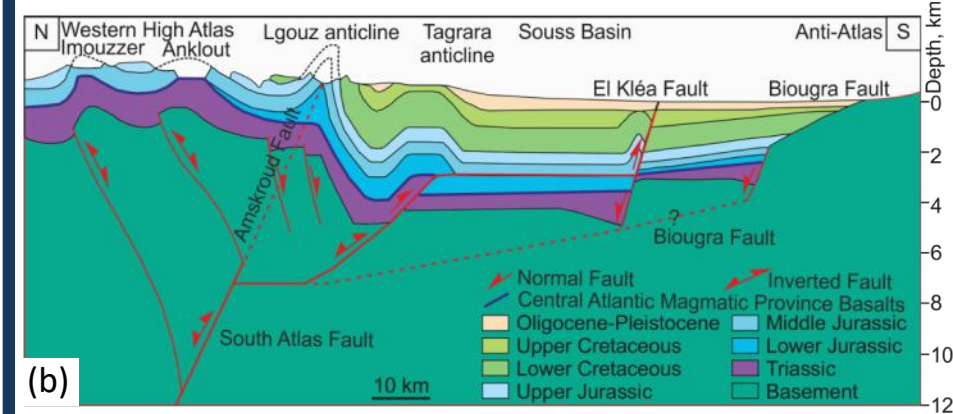 N
Western High Atlas
Imouzzer Anklout
Lgouz anticline
Tagrara
anticline
Souss Basin
Anti-Atlas
S
Depth, km
El Kléa Fault
Biougra Fault
0
2
4
6
8
10
12
Amskroud Fault
?
Biougra Fault
South Atlas Fault
Normal Fault
Inverted Fault
Central Atlantic Magmatic Province Basalts
Oligocene-Pleistocene
Middle Jurassic
Upper Cretaceous
Lower Jurassic
Lower Cretaceous
Triassic
Upper Jurassic
Basement
10 km
(b)